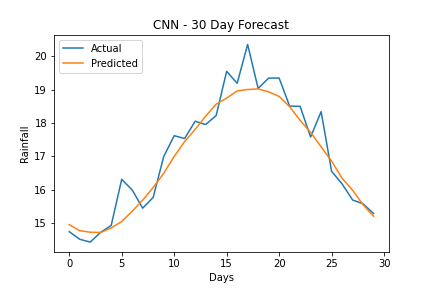 CNN - 30 Day Forecast
Actual
Predicted
20
19
18
17
16
15
Rainfall
0 5 10 15 20 25 30
Days